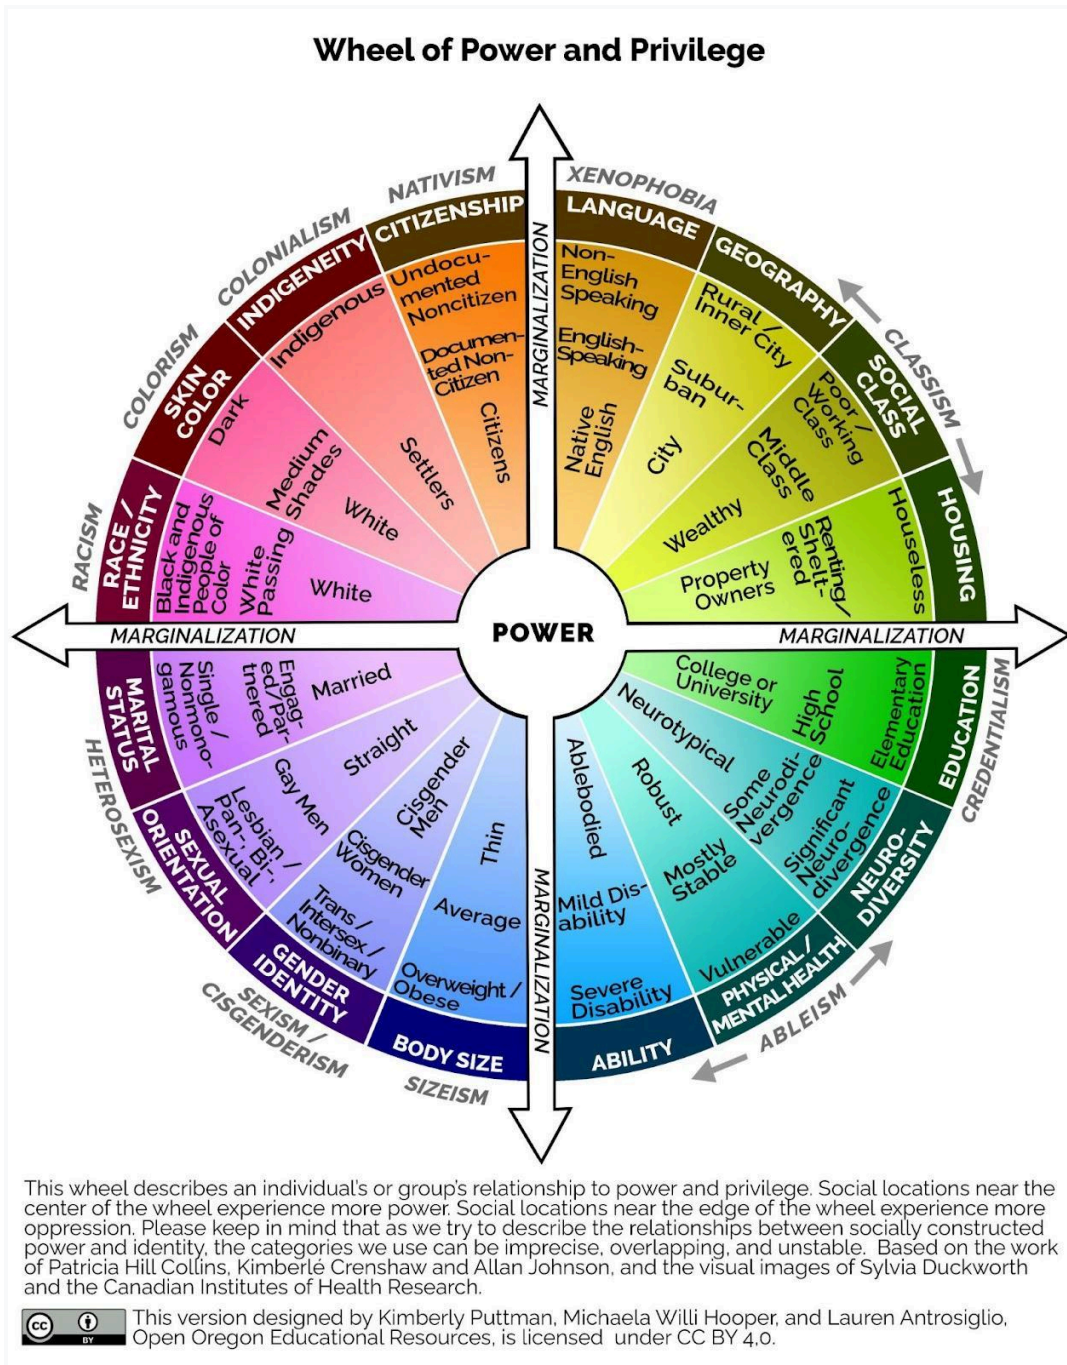 Wheel of Power and Privilege
NATIVISM
XENOPHOBIA
COLONIALISM
COLORISM
RACISM
HETEROSEXISM
SEXISM /
CISGENDERISM
SIZEISM
ABLEISM
CREDENTIALISM
CLASSISM
MARGINALIZATION
MARGINALIZATION
MARGINALIZATION
MARGINALIZATION
POWER
CITIZENSHIP
Undocu-
mented
Noncitizen
Documen-
ted Non-
Citizen
Citizens
LANGUAGE
Non-
English
Speaking
English-
Speaking
Native
English
GEOGRAPHY
Rural /
Inner City
Subur-
ban
City
SOCIAL
CLASS
Poor/
Working
Class
Middle
Class
Wealthy
HOUSING
Houseless
Renting/
Shelt-
ered
Property
Owners
EDUCATION
Elementary
Education
High
School
College or
University
NEURO-
DIVERSITY
Significant
Neuro-
divergence
Some
Neurodi-
vergence
Neurotypical
PHYSICAL /
MENTAL HEALTH
Vulnerable
Mostly
Stable
Robust
ABILITY
Severe
Disability
Mild Dis-
ability
Ablebodied
BODY SIZE
Overweight /
Obese
Average
Thin
GENDER
IDENTITY
Trans /
Intersex /
Nonbinary
Cisgender
Women
Cisgender
Men
SEXUAL
ORIENTATION
Lesbian /
Pan-, Bi-,
Asexual
Gay Men
Straight
MARITAL
STATUS
Single /
Nonmono-
gamous
Engag-
ed/Par-
tnered
Married
RACE /
ETHNICITY
Black and
Indigenous
People of
Color
White
Passing
White
SKIN
COLOR
Dark
Medium
Shades
White
INDIGENEITY
Indigenous
Settlers
This wheel describes an individual's or group's relationship to power and privilege. Social locations near the
center of the wheel experience more power. Social locations near the edge of the wheel experience more
oppression. Please keep in mind that as we try to describe the relationships between socially constructed
power and identity, the categories we use can be imprecise, overlapping, and unstable. Based on the work
of Patricia Hill Collins, Kimberlé Crenshaw and Allan Johnson, and the visual images of Sylvia Duckworth
and the Canadian Institutes of Health Research.
cc
BY
This version designed by Kimberly Puttman, Michaela Willi Hooper, and Lauren Antrosiglio,
Open Oregon Educational Resources, is licensed under CC BY 4.0.